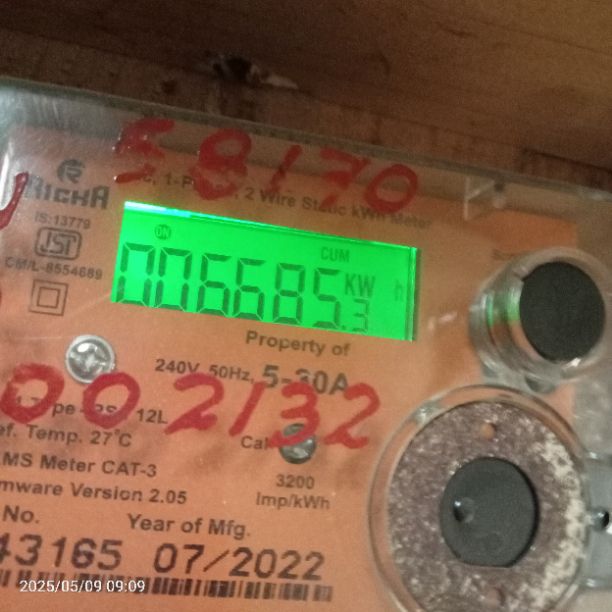 58170
RICHA
1-P
2 Wire Static kWh Meter
IS:13779
CM/L-8554689
ON
CUM
006685.3
KW h
Property of
240V, 50Hz, 5-30A
002132
12L
Temp. 27°C
Cal
MS Meter CAT-3
3200
Imp/kWh
mware Version 2.05
No.
Year of Mfg.
43165 07/2022
2025/05/09 09:09